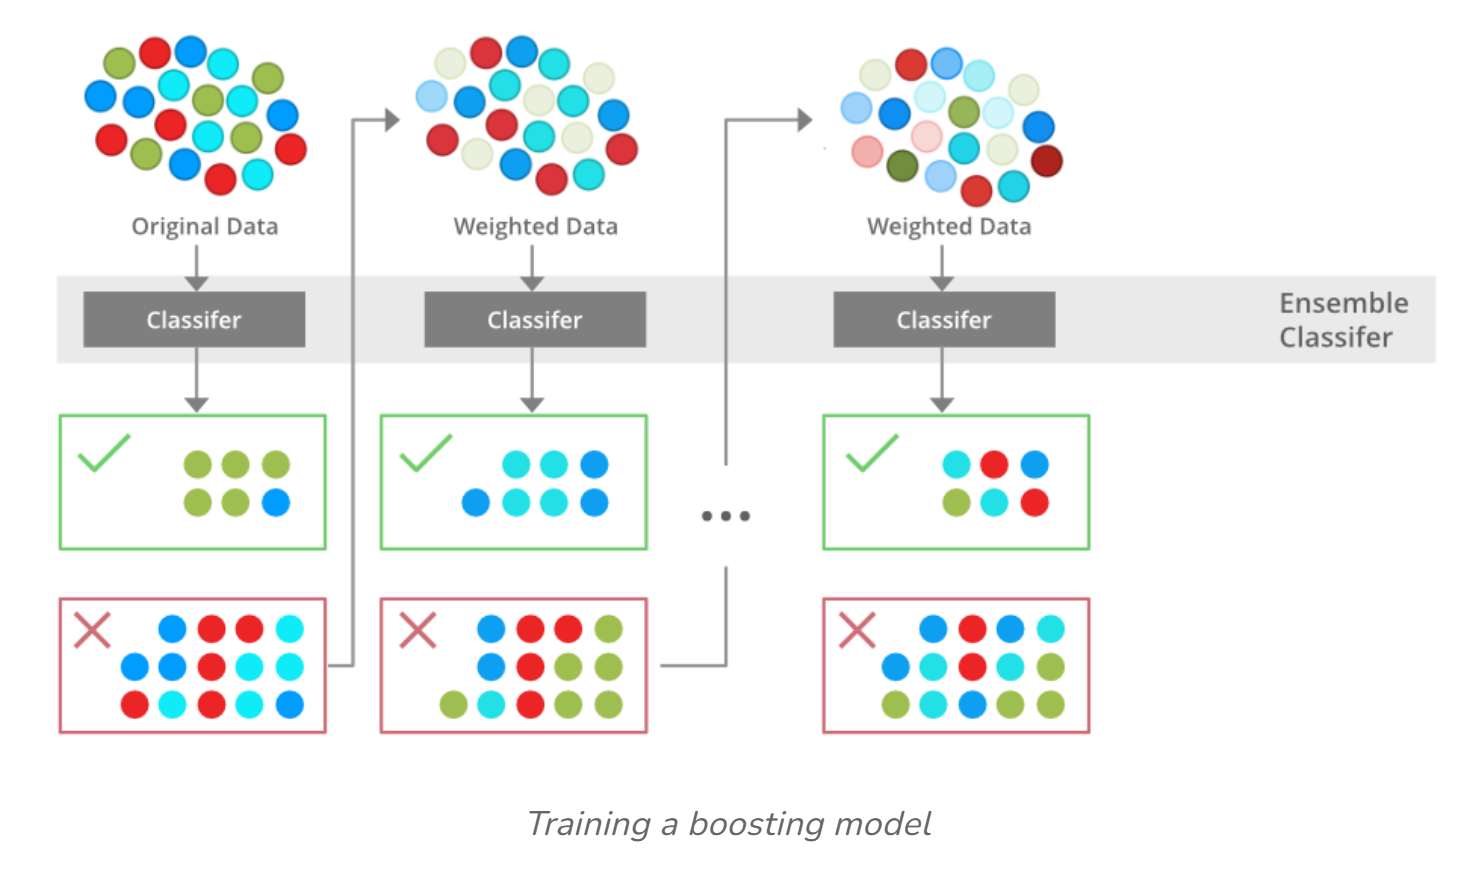 Original Data
Weighted Data
Weighted Data
Classifer
Classifer
Classifer
Ensemble
Classifer
...
Training a boosting model